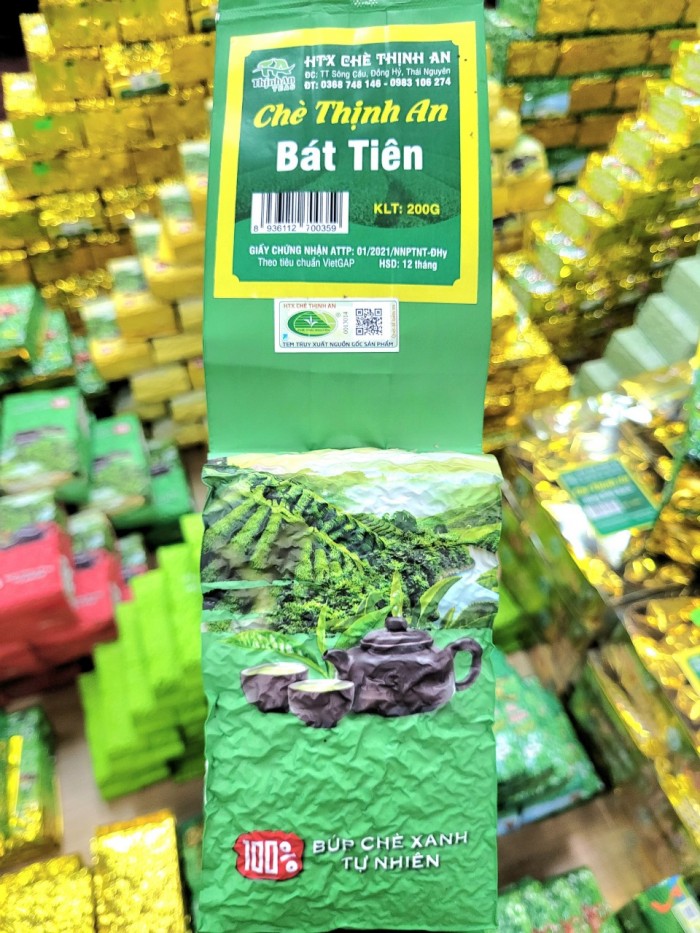 HTX CHÈ THỊNH AN
ĐC: TT Sông Cầu, Đồng Hỷ, Thái Nguyên
ĐT: 0368 748 146 - 0983 106 274
Thịnh An
Chè Thịnh An
Bát Tiên
8 936112 700359
KLT: 200G
GIẤY CHỨNG NHẬN ATTP: 01/2021/NNPTNT-ĐHy
Theo tiêu chuẩn VietGAP HSD: 12 tháng
HTX CHÈ THỊNH AN
TEM TRUY XUẤT NGUỒN GỐC SẢN PHẨM
100% BÚP CHÈ XANH
TỰ NHIÊN